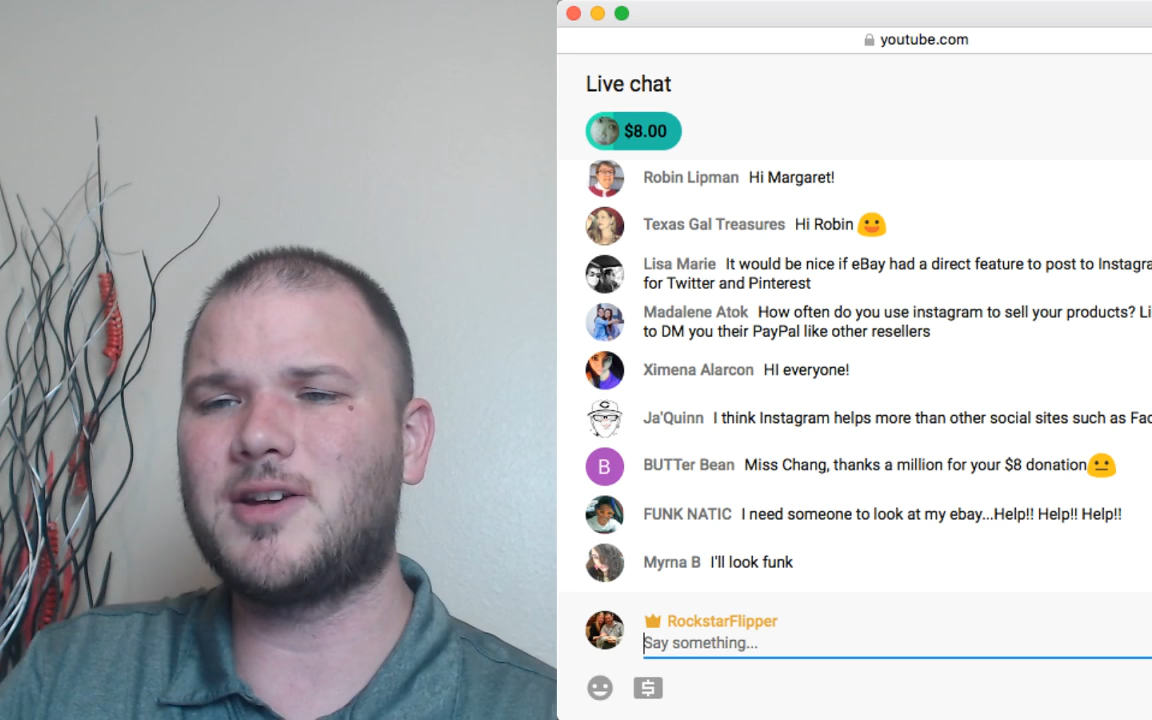 youtube.com
Live chat
$8.00
Robin Lipman Hi Margaret!
Texas Gal Treasures Hi Robin
Lisa Marie It would be nice if eBay had a direct feature to post to Instagra
for Twitter and Pinterest
Madalene Atok How often do you use instagram to sell your products? Li
to DM you their PayPal like other resellers
Ximena Alarcon HI everyone!
Ja'Quinn I think Instagram helps more than other social sites such as Fac
B
BUTTer Bean Miss Chang, thanks a million for your $8 donation
FUNK NATIC I need someone to look at my ebay...Help!! Help!! Help!!
Myrna B I'll look funk
RockstarFlipper
Say something...